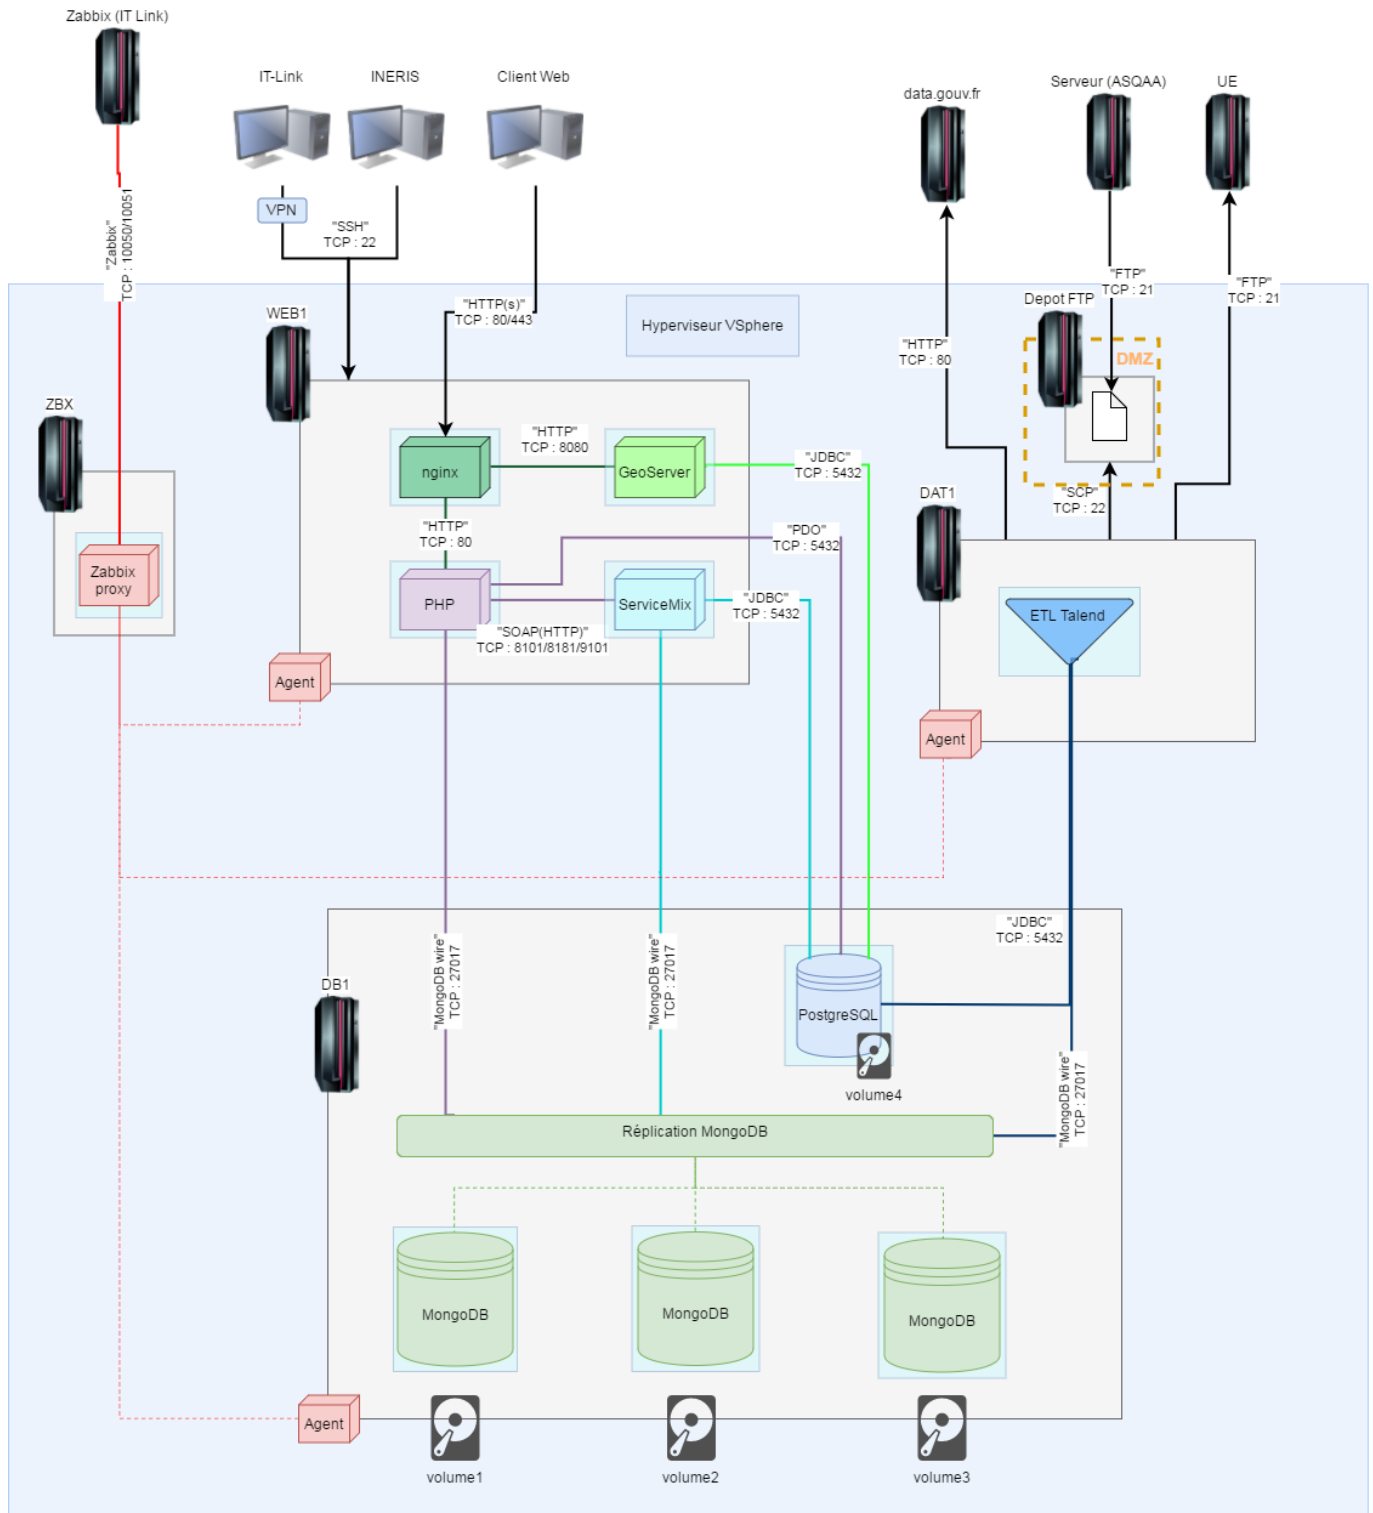 Zabbix (IT Link)
IT-Link
INERIS
Client Web
data.gouv.fr
Serveur (ASQAA)
UE
VPN
"SSH"
TCP : 22
"Zabbix"
TCP : 10050/10051
"HTTP(s)"
TCP : 80/443
Hyperviseur VSphere
"FTP"
TCP : 21
"FTP"
TCP : 21
Depot FTP
DMZ
"HTTP"
TCP : 80
WEB1
ZBX
"HTTP"
TCP : 8080
nginx
GeoServer
"JDBC"
TCP : 5432
"SCP"
TCP : 22
DAT1
"HTTP"
TCP : 80
"PDO"
TCP : 5432
Zabbix
proxy
PHP
ServiceMix
"JDBC"
TCP : 5432
ETL Talend
"SOAP(HTTP)"
TCP : 8101/8181/9101
Agent
Agent
"MongoDB wire"
TCP : 27017
"MongoDB wire"
TCP : 27017
"JDBC"
TCP : 5432
DB1
PostgreSQL
volume4
"MongoDB wire"
TCP : 27017
Réplication MongoDB
MongoDB
MongoDB
MongoDB
Agent
volume1
volume2
volume3